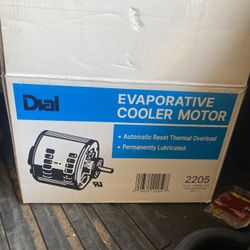 Dial
EVAPORATIVE
COOLER MOTOR
• Automatic Reset Thermal Overload
• Permanently Lubricated
2205